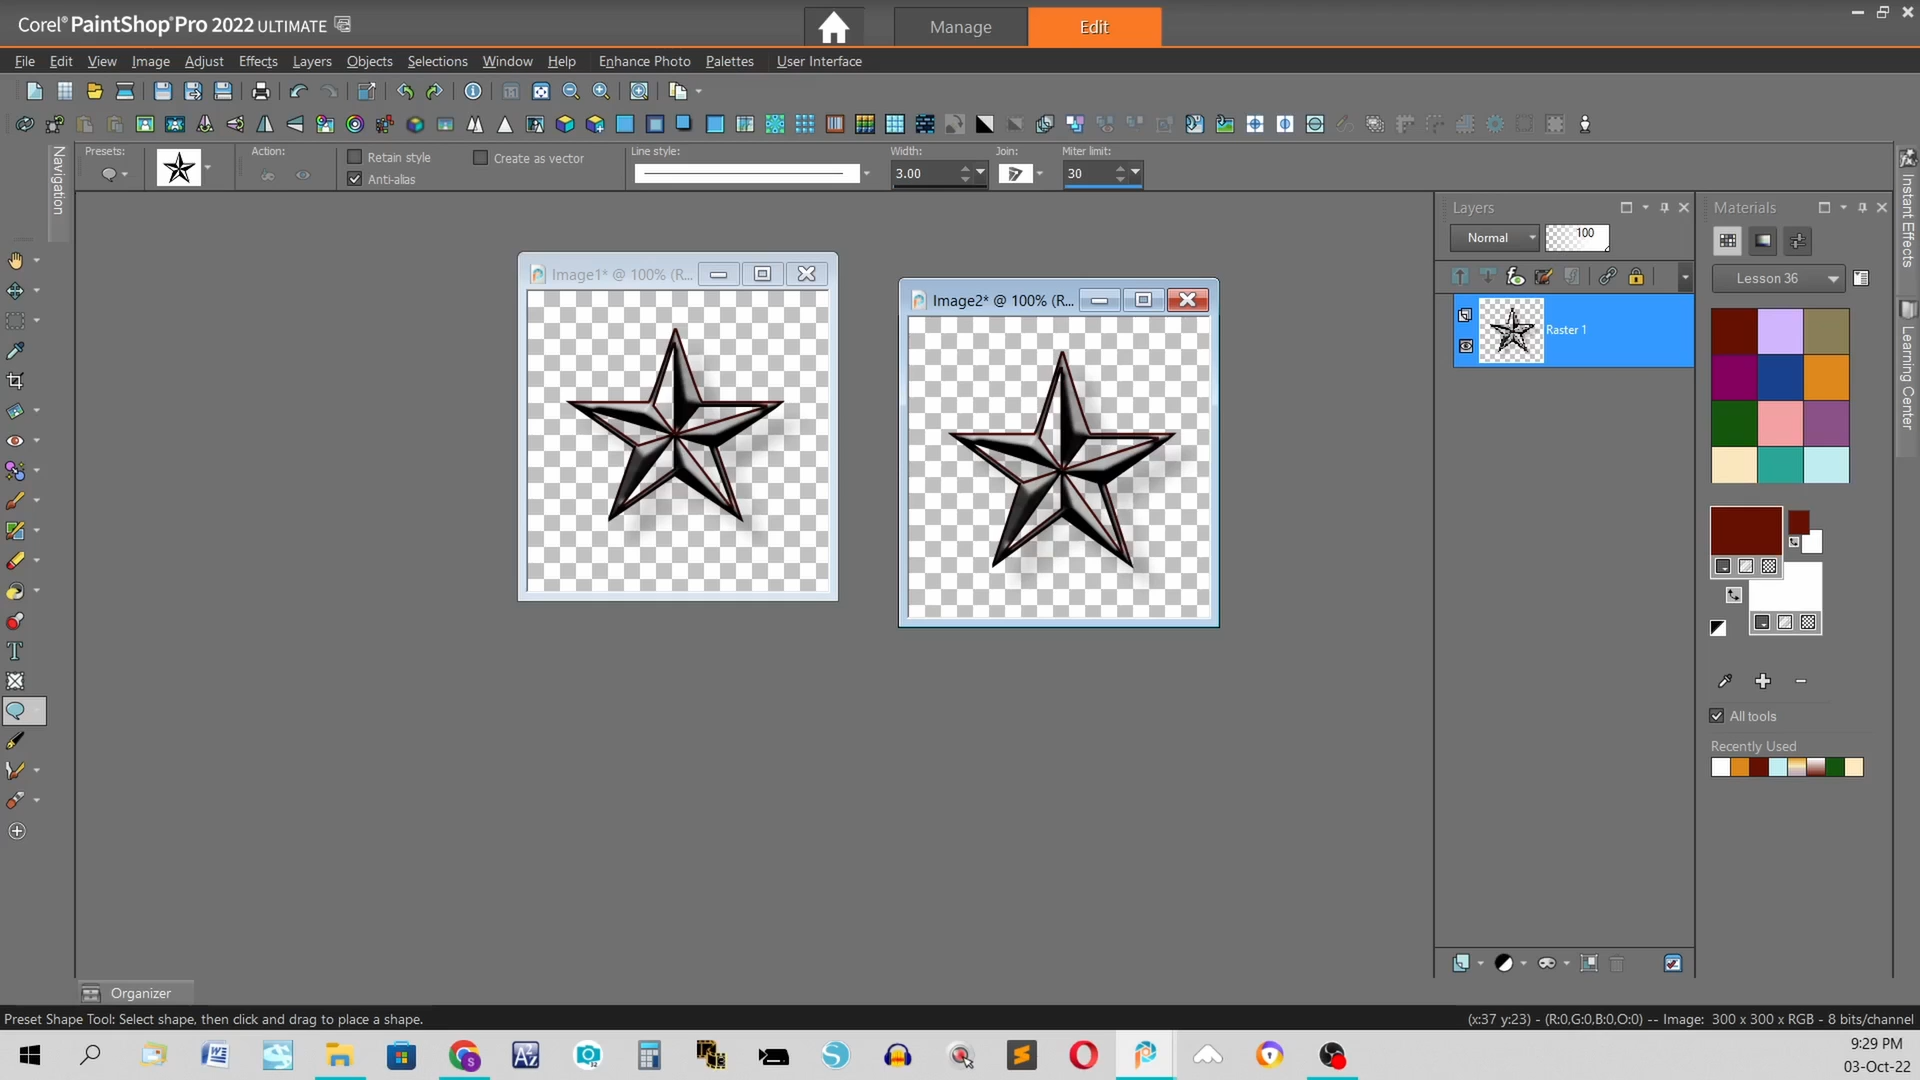 Corel® PaintShop® Pro 2022 ULTIMATE
Manage
Edit
File Edit View Image Adjust Effects Layers Objects Selections Window Help Enhance Photo Palettes User Interface
Presets:
Action:
Retain style
Anti-alias
Create as vector
Line style:
Width:
3.00
Join:
Miter limit:
30
Navigation
Image1* @ 100% (R...
Image2* @ 100% (R...
Layers
Normal
100
Raster 1
Materials
Lesson 36
All tools
Recently Used
Instant Effects
Learning Center
Organizer
Preset Shape Tool: Select shape, then click and drag to place a shape.
(x:37 y:23) - (R:0,G:0,B:0,O:0) -- Image: 300 x 300 x RGB - 8 bits/channel
9:29 PM
03-Oct-22